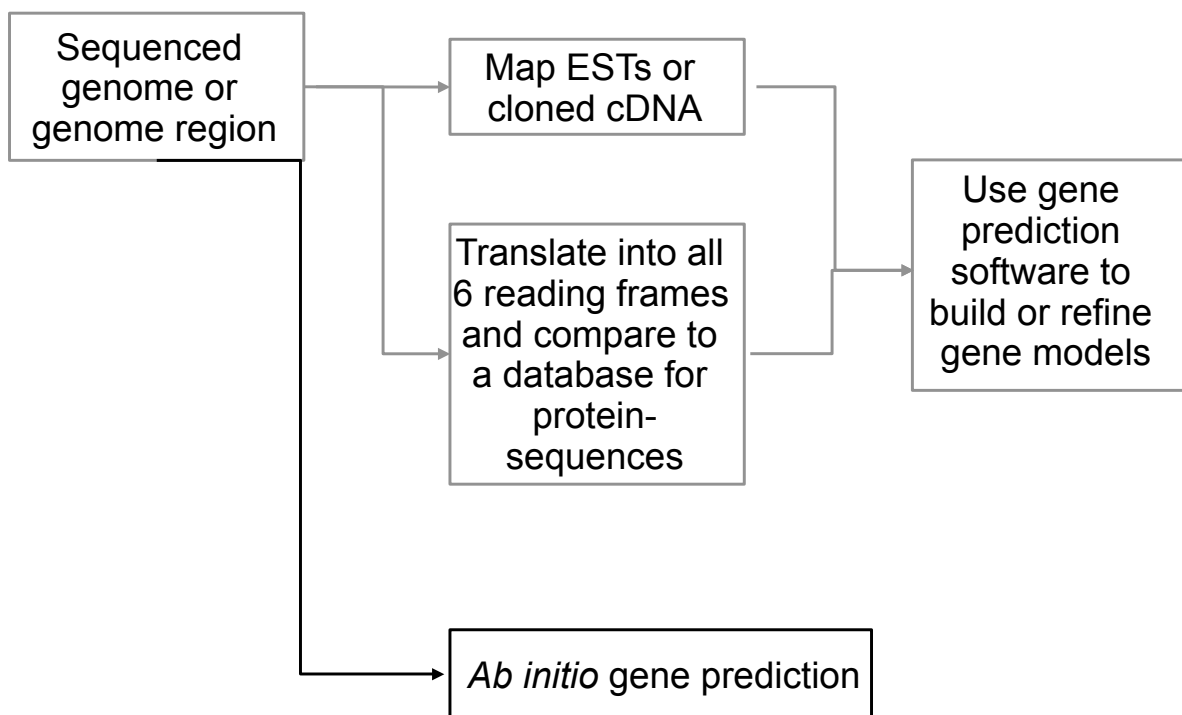 Sequenced
genome or
genome region
Map ESTs or
cloned cDNA
Translate into all
6 reading frames
and compare to
a database for
protein-
sequences
Use gene
prediction
software to
build or refine
gene models
Ab initio gene prediction